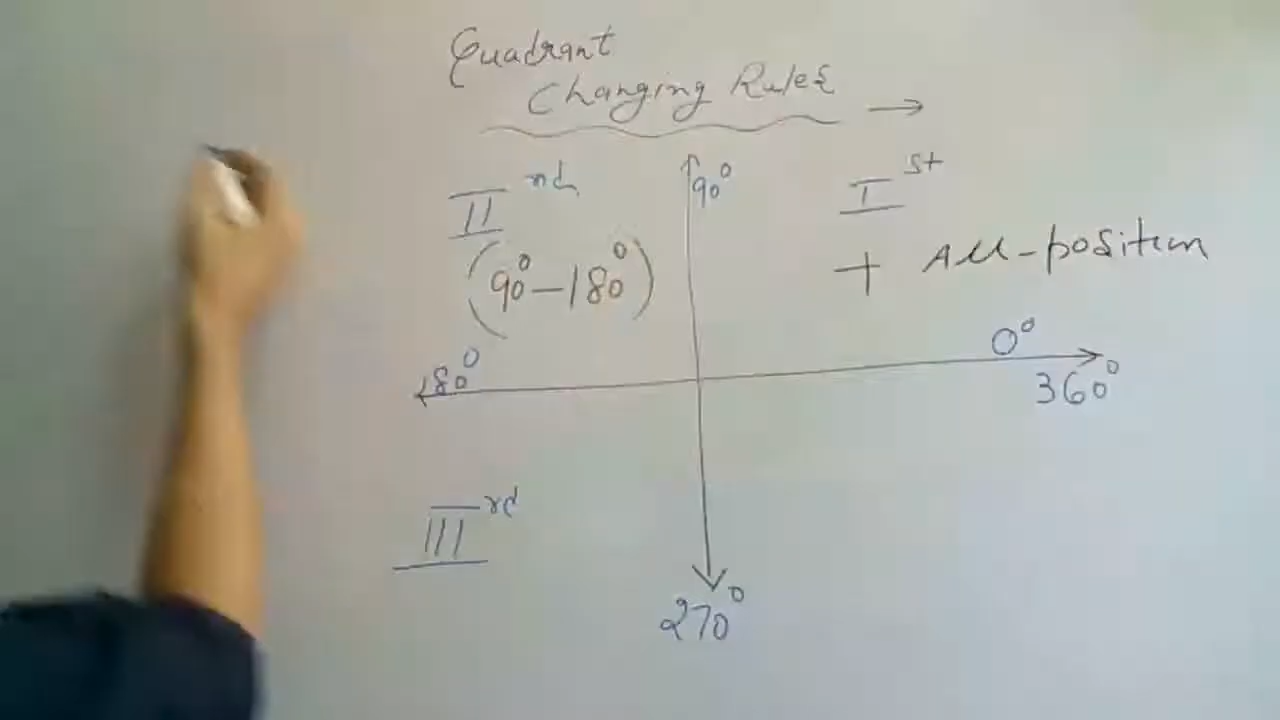 Quadrant
Changing Rules →
II nd
90°
I st
(90° – 180°)
+ All-position
180°
0°
360°
III rd
270°